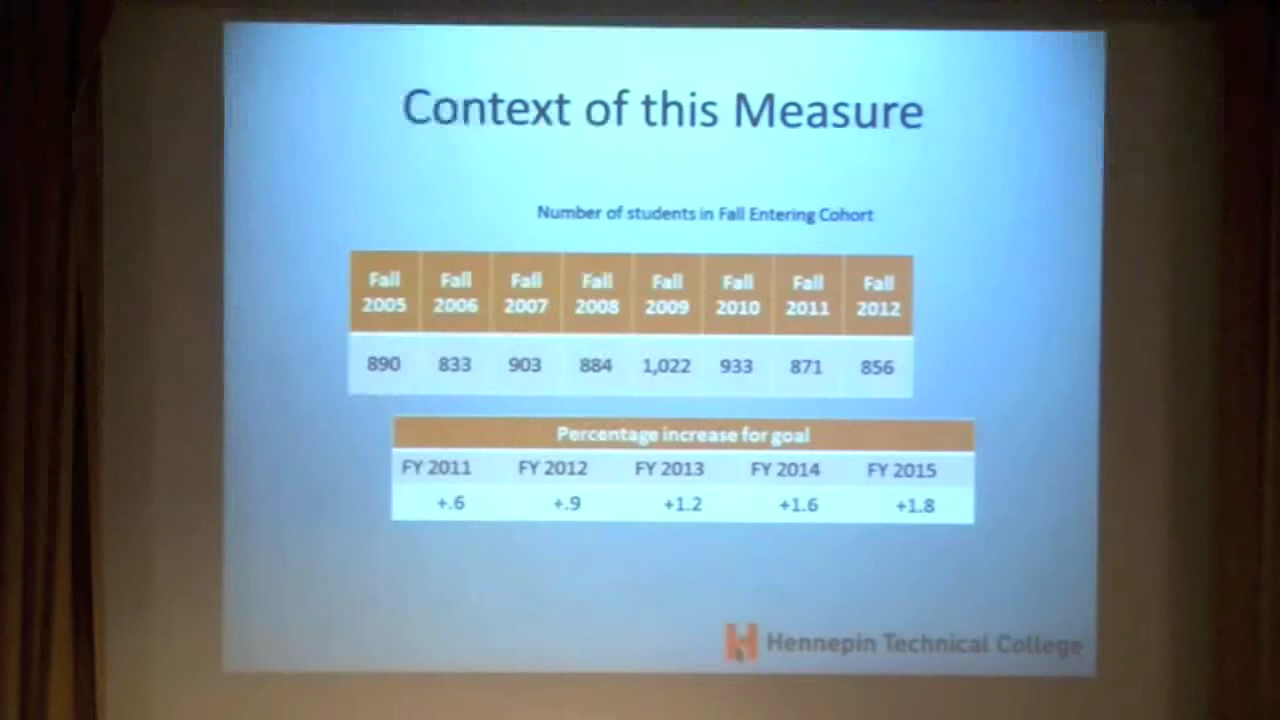 Context of this Measure
Number of students in Fall Entering Cohort
Fall 2005 Fall 2006 Fall 2007 Fall 2008 Fall 2009 Fall 2010 Fall 2011 Fall 2012
890 833 903 884 1,022 933 871 856
Percentage increase for goal
FY 2011 FY 2012 FY 2013 FY 2014 FY 2015
+.6 +.9 +1.2 +1.6 +1.8
Hennepin Technical College